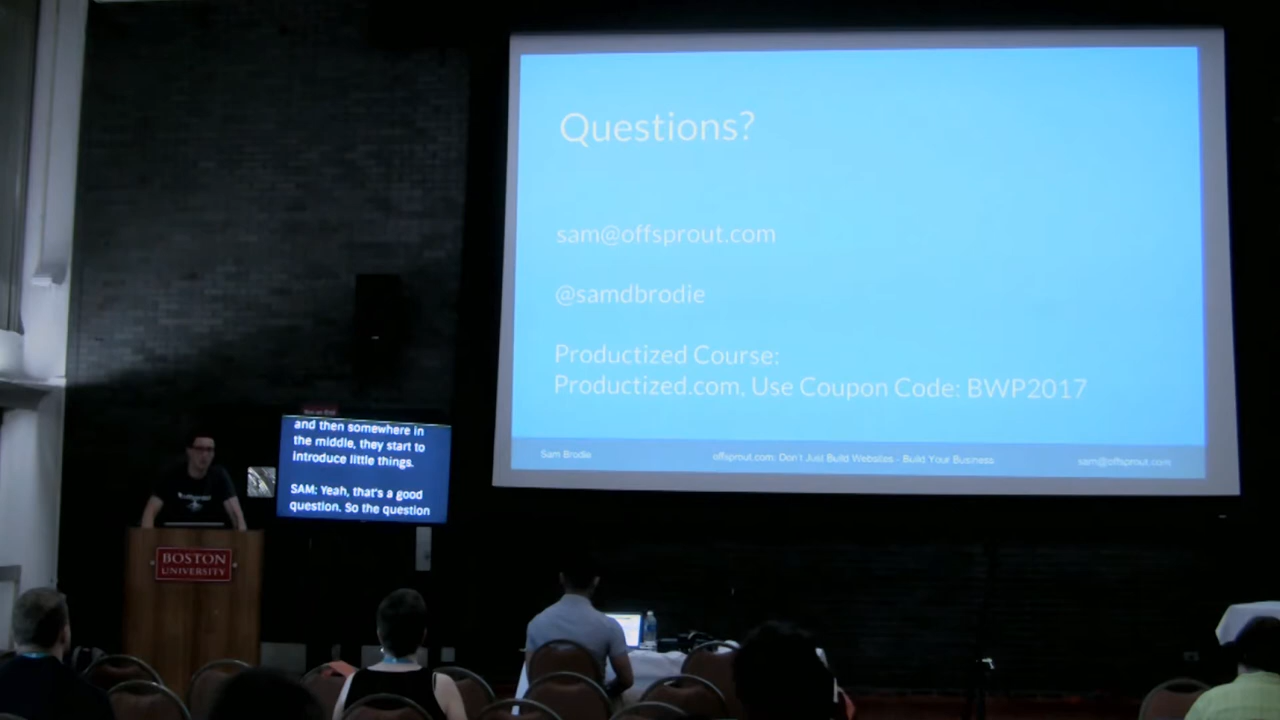 Questions?
sam@offsprout.com
@samdbrodie
Productized Course:
Productized.com, Use Coupon Code: BWP2017
Sam Brodie
offsprout.com: Don't Just Build Websites - Build Your Business
sam@offsprout.com
and then somewhere in
the middle, they start to
introduce little things.
SAM: Yeah, that's a good
question. So the question
BOSTON
UNIVERSITY